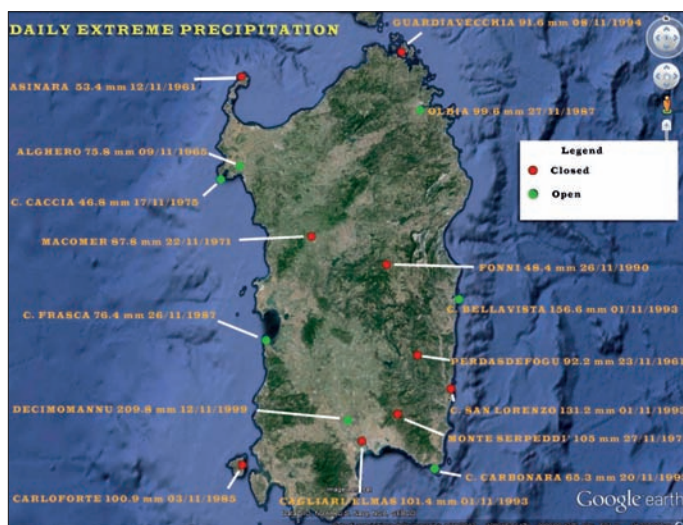 DAILY EXTREME PRECIPITATION
GUARDIAVECCHIA 91.6 mm 08/11/1994
ASINARA 53.4 mm 12/11/1961
OLBIA 99.6 mm 27/11/1987
Legend
Closed
Open
ALGHERO 75.8 mm 09/11/1965
C. CACCIA 46.8 mm 17/11/1975
MACOMER 87.8 mm 22/11/1971
FONNI 48.4 mm 26/11/1990
C. BELLAVISTA 156.6 mm 01/11/1993
C. FRASCA 76.4 mm 26/11/1987
PERDASDEFOGU 92.2 mm 23/11/1961
C. SAN LORENZO 131.2 mm 01/11/199
DECIMOMANNU 209.8 mm 12/11/1999
MONTE SERPEDDI' 105 mm 27/11/197
C. CARBONARA 65.3 mm 20/11/199
CARLOFORTE 100.9 mm 03/11/1985
CAGLIARI ELMAS 101.4 mm 01/11/1993
Google earth